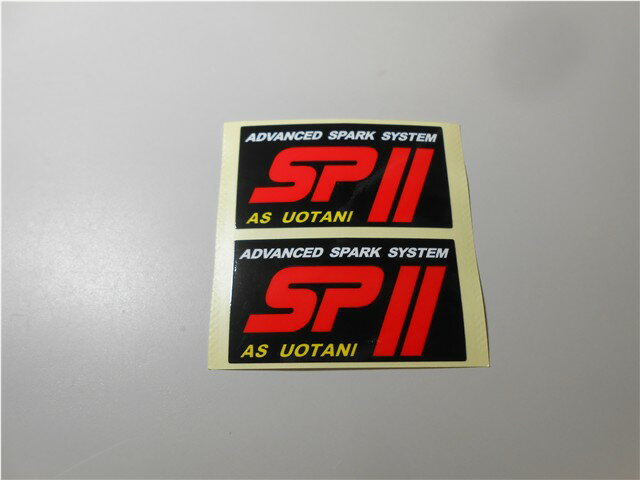 ADVANCED SPARK SYSTEM
SPII
AS UOTANI
ADVANCED SPARK SYSTEM
SPII
AS UOTANI